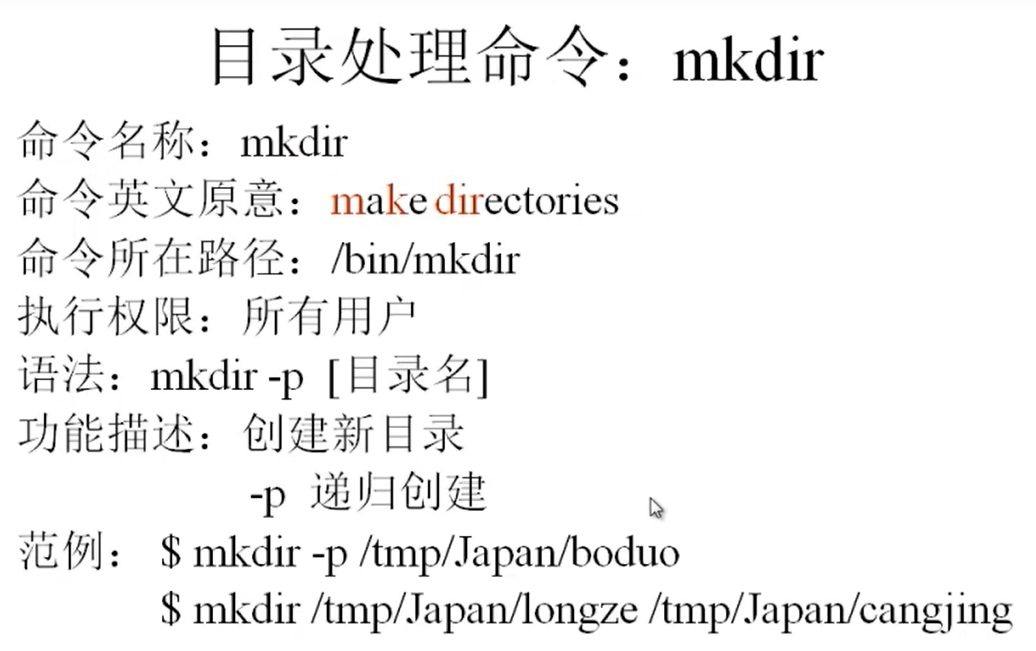 目录处理命令：mkdir
命令名称：mkdir
命令英文原意：make directories
命令所在路径：/bin/mkdir
执行权限：所有用户
语法：mkdir -p [目录名]
功能描述：创建新目录
-p 递归创建
范例： $ mkdir -p /tmp/Japan/boduo
$ mkdir /tmp/Japan/longze /tmp/Japan/cangjing